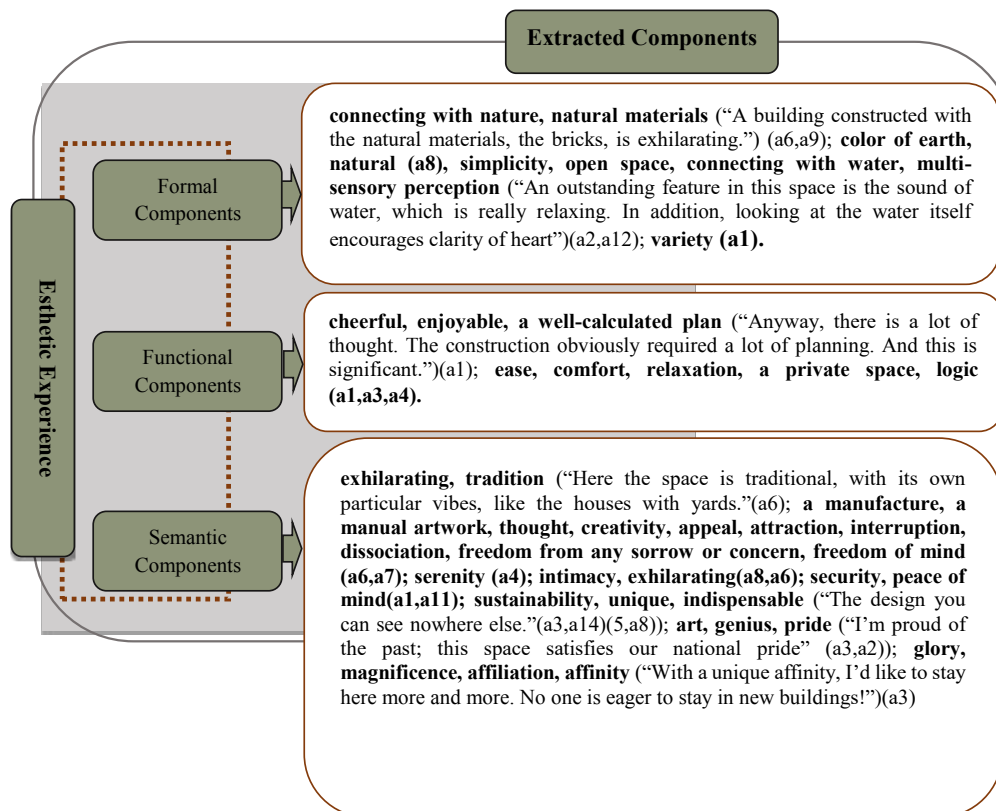 Extracted Components
Esthetic Experience
Formal
Components
connecting with nature, natural materials (“A building constructed with
the natural materials, the bricks, is exhilarating.”) (a6,a9); color of earth,
natural (a8), simplicity, open space, connecting with water, multi-
sensory perception (“An outstanding feature in this space is the sound of
water, which is really relaxing. In addition, looking at the water itself
encourages clarity of heart”)(a2,a12); variety (a1).
Functional
Components
cheerful, enjoyable, a well-calculated plan (“Anyway, there is a lot of
thought. The construction obviously required a lot of planning. And this is
significant.”)(a1); ease, comfort, relaxation, a private space, logic
(a1,a3,a4).
Semantic
Components
exhilarating, tradition (“Here the space is traditional, with its own
particular vibes, like the houses with yards.”(a6); a manufacture, a
manual artwork, thought, creativity, appeal, attraction, interruption,
dissociation, freedom from any sorrow or concern, freedom of mind
(a6,a7); serenity (a4); intimacy, exhilarating(a8,a6); security, peace of
mind(a1,a11); sustainability, unique, indispensable (“The design you
can see nowhere else.”(a3,a14)(5,a8)); art, genius, pride (“I’m proud of
the past; this space satisfies our national pride” (a3,a2)); glory,
magnificence, affiliation, affinity (“With a unique affinity, I’d like to stay
here more and more. No one is eager to stay in new buildings!”)(a3)